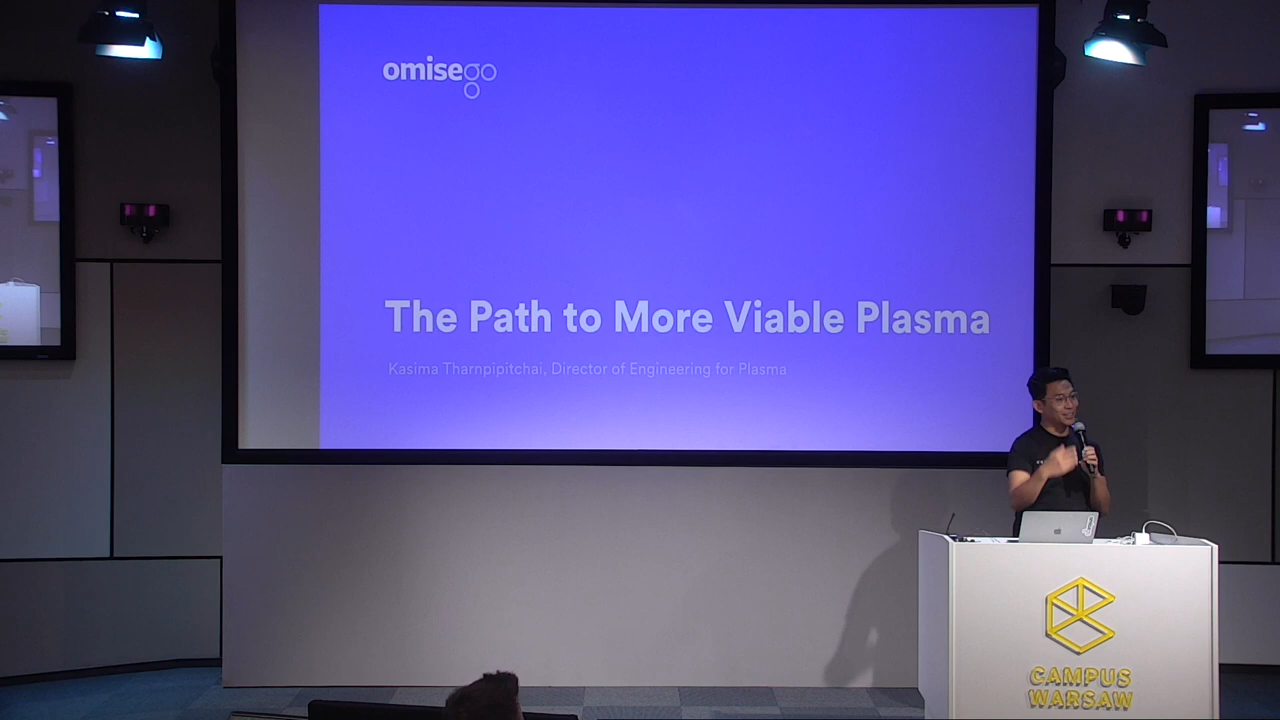 omisego
The Path to More Viable Plasma
Kasima Tharnpipitchai, Director of Engineering for Plasma
CAMPUS
WARSAW